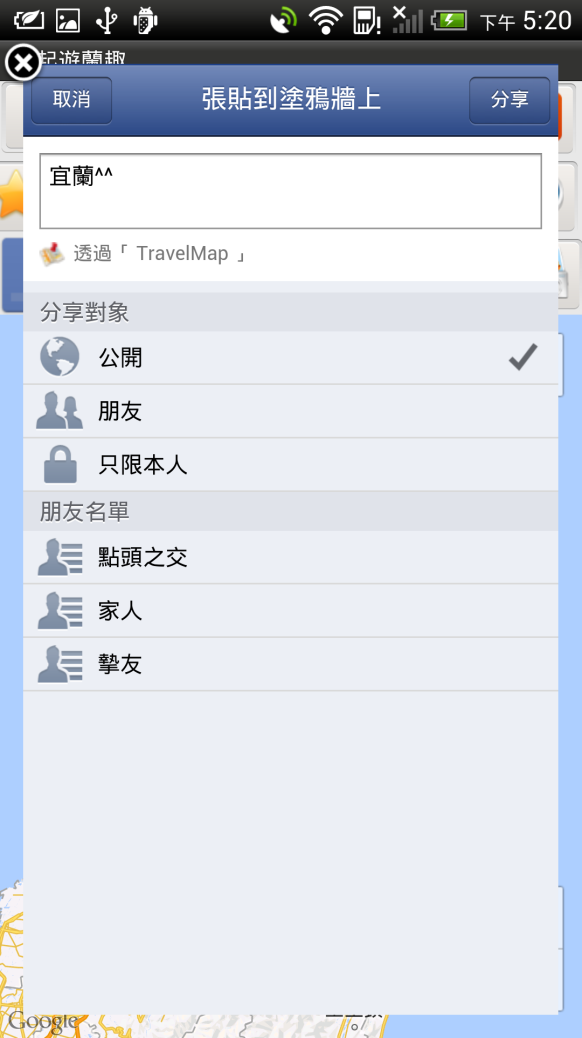 下午 5:20
起遊蘭趣
取消
張貼到塗鴉牆上
分享
宜蘭^^
透過「 TravelMap 」
分享對象
公開
朋友
只限本人
朋友名單
點頭之交
家人
摯友
Google